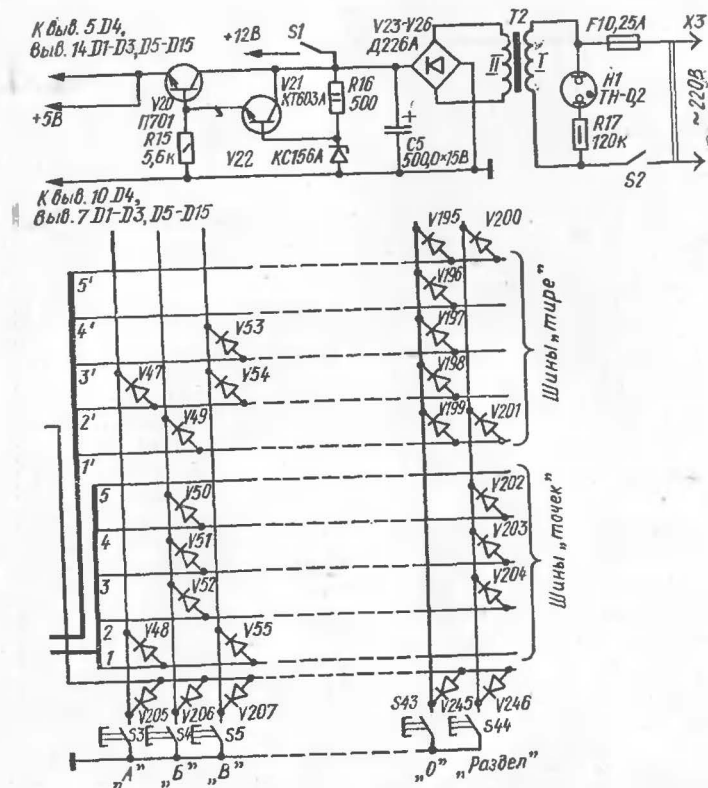 К выв. 5 D4,
выв. 14 D1-D3, D5-D15
+12В
S1
V23-V26
Д226А
T2
F1 0,25A
X3
+5В
V20
П701
R15
5,6к
V21
КТ603А
R16
500
V22
КС156А
C5
500,0×15В
II
I
H1
ТН-0,2
R17
120к
S2
~220В
К выв. 10 D4,
выв. 7 D1-D3, D5-D15
V195
V200
5'
V196
4'
V53
V197
3'
V47
V54
V198
2'
V49
V199
V201
1'
Шины „тире"
5
V50
V202
4
V51
V203
3
V52
V204
2
V48
V55
1
Шины „точек"
V205
V206
V207
V245
V246
S3
S4
S5
S43
S44
„А"
„Б"
„В"
„О"
„Раздел"